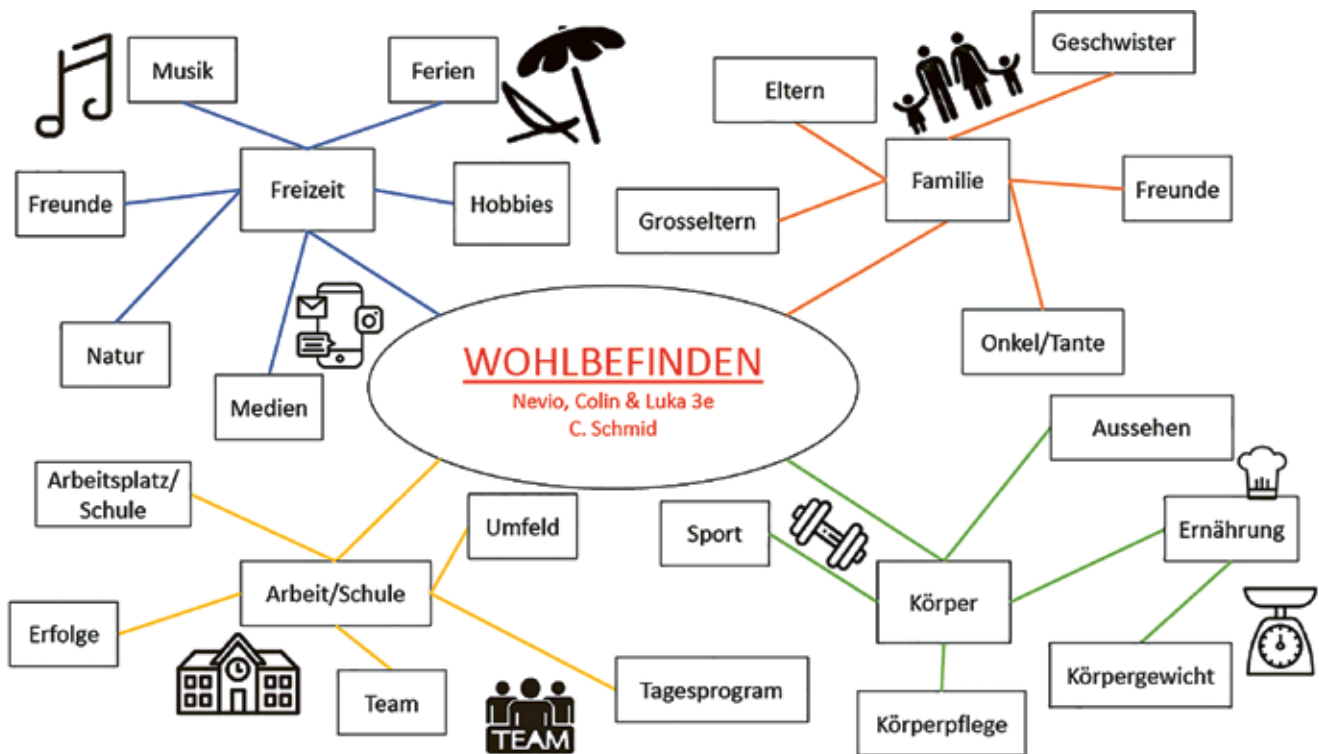 Musik
Ferien
Geschwister
Eltern
Freunde
Freizeit
Hobbies
Familie
Freunde
Grosseltern
Natur
Medien
Onkel/Tante
WOHLBEFINDEN
Nevio, Colin & Luka 3e
C. Schmid
Aussehen
Arbeitsplatz/
Schule
Umfeld
Sport
Ernährung
Arbeit/Schule
Körper
Erfolge
Team
Tagesprogram
Körpergewicht
Körperpflege
TEAM